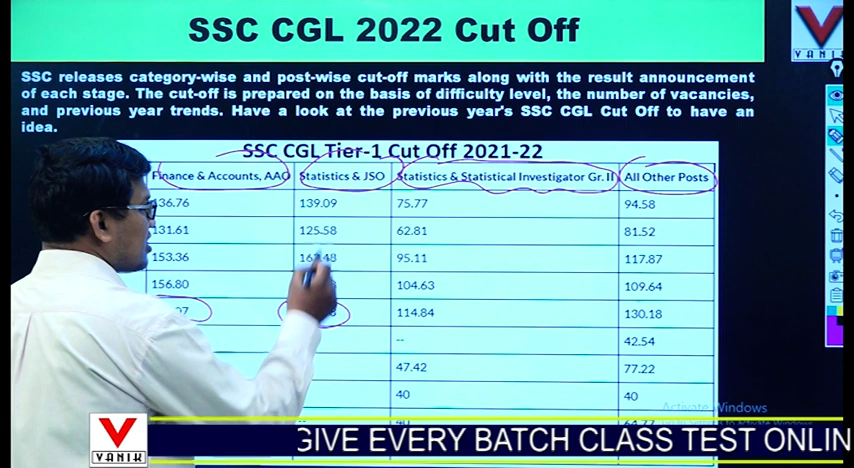 SSC CGL 2022 Cut Off
VANIK
SSC releases category-wise and post-wise cut-off marks along with the result announcement
of each stage. The cut-off is prepared on the basis of difficulty level, the number of vacancies,
and previous year trends. Have a look at the previous year's SSC CGL Cut Off to have an
idea.
SSC CGL Tier-1 Cut Off 2021-22
Finance & Accounts, AAO Statistics & JSO Statistics & Statistical Investigator Gr. II All Other Posts
136.76 139.09 75.77 94.58
131.61 125.58 62.81 81.52
153.36 95.11 117.87
156.80 104.63 109.64
114.84 130.18
-- 42.54
47.42 77.22
40 40
Activate Windows
VANIK
GIVE EVERY BATCH CLASS TEST ONLIN